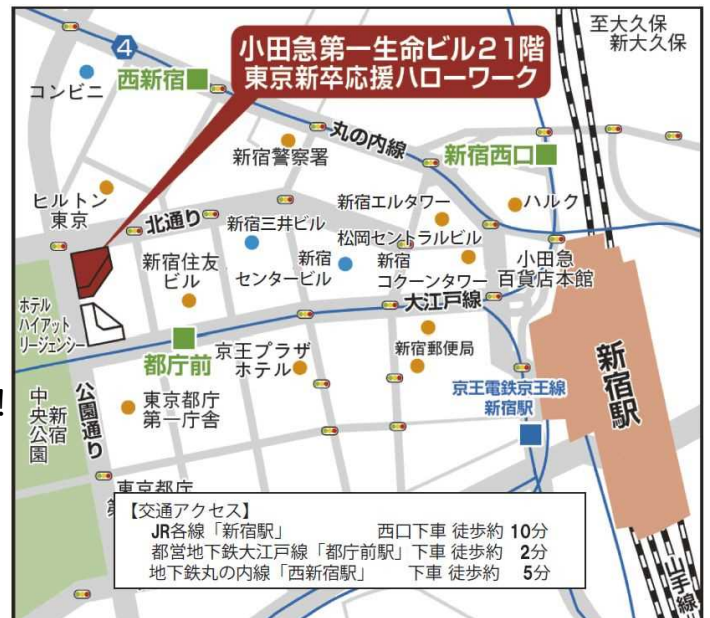 至大久保
新大久保
4
小田急第一生命ビル21階
東京新卒応援ハローワーク
コンビニ
西新宿
丸の内線
新宿警察署
新宿西口
ヒルトン
東京
北通り
新宿エルタワー
ハルク
新宿三井ビル
松岡セントラルビル
新宿住友
ビル
新宿
センタービル
新宿
コクーンタワー
小田急
百貨店本館
大江戸線
ホテル
ハイアット
リージェンシー
都庁前
京王プラザ
ホテル
新宿郵便局
新宿駅
京王電鉄京王線
新宿駅
!
新宿
中央公園
公園通り
東京都庁
第一庁舎
東京都庁
【交通アクセス】
JR各線「新宿駅」 西口下車 徒歩約 10分
都営地下鉄大江戸線「都庁前駅」下車 徒歩約 2分
地下鉄丸の内線「西新宿駅」 下車 徒歩約 5分
山手線